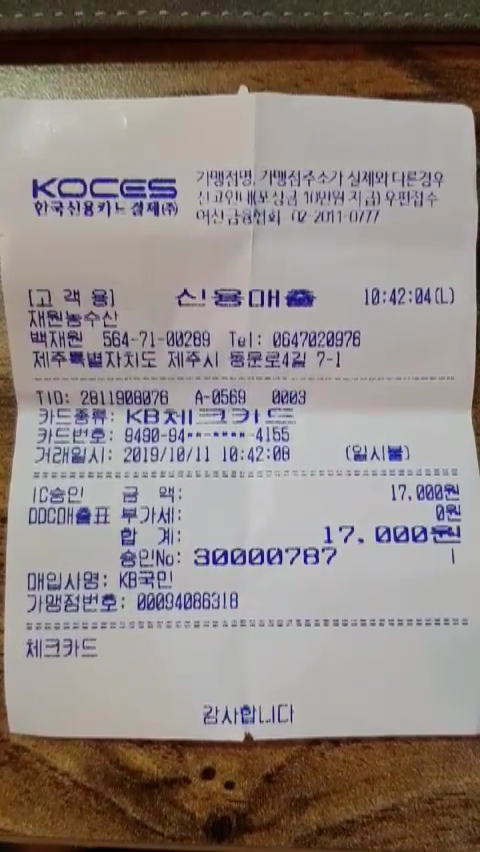 KOCES
한국신용카드결제(주)
가맹점명, 가맹점주소가 실제와 다른경우
신고안내(포상금 10만원 지급) 우편접수
여신금융협회 02-2011-0777
[고 객 용] 신용매출 10:42:04(L)
재원농수산
백재원 564-71-00289 Tel: 0647020976
제주특별자치도 제주시 동문로4길 7-1
TID: 2811908076 A-0569 0003
카드종류: KB체크카드
카드번호: 9490-94**-****-4155
거래일시: 2019/10/11 10:42:08 (일시불)
IC승인 금 액: 17,000원
DDC매출표 부가세: 0원
합 계: 17,000원
승인No: 30000787
매입사명: KB국민
가맹점번호: 00094086318
체크카드
감사합니다